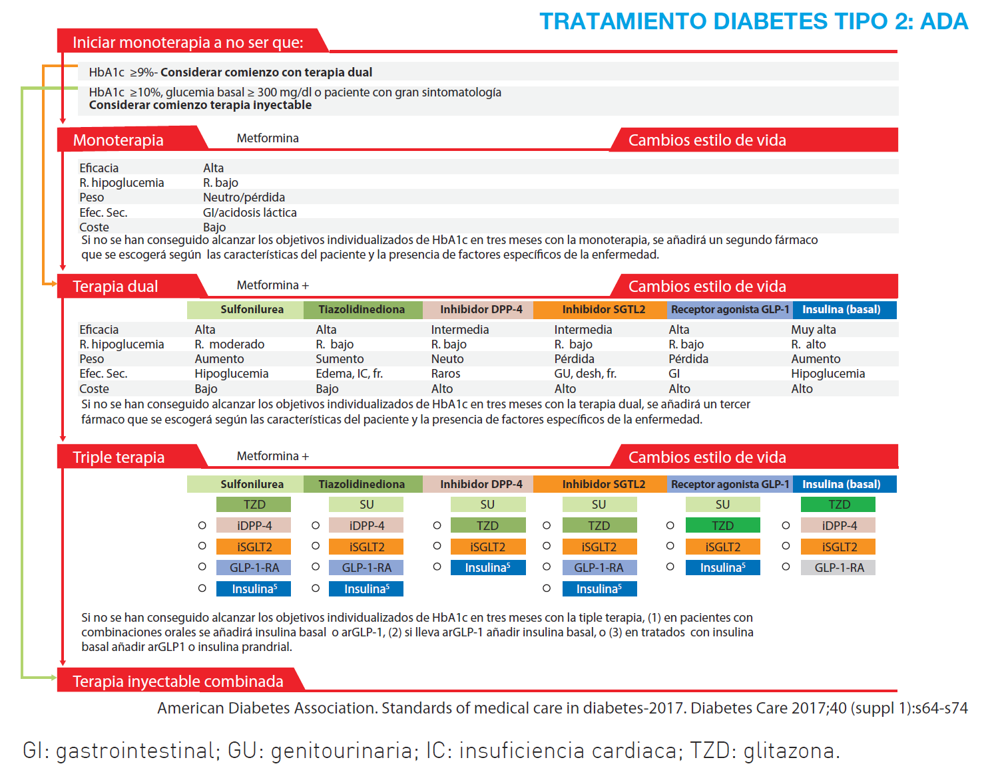 TRATAMIENTO DIABETES TIPO 2: ADA
Iniciar monoterapia a no ser que:
HbA1c ≥9%- Considerar comienzo con terapia dual
HbA1c ≥10%, glucemia basal ≥ 300 mg/dl o paciente con gran sintomatología
Considerar comienzo terapia inyectable
Monoterapia Metformina Cambios estilo de vida
Eficacia Alta
R. hipoglucemia R. bajo
Peso Neutro/pérdida
Efec. Sec. GI/acidosis láctica
Coste Bajo
Si no se han conseguido alcanzar los objetivos individualizados de HbA1c en tres meses con la monoterapia, se añadirá un segundo fármaco
que se escogerá según las características del paciente y la presencia de factores específicos de la enfermedad.
Terapia dual Metformina + Cambios estilo de vida
Sulfonilurea Tiazolidinediona Inhibidor DPP-4 Inhibidor SGTL2 Receptor agonista GLP-1 Insulina (basal)
Eficacia Alta Alta Intermedia Intermedia Alta Muy alta
R. hipoglucemia R. moderado R. bajo R. bajo R. bajo R. bajo R. alto
Peso Aumento Sumento Neuto Pérdida Pérdida Aumento
Efec. Sec. Hipoglucemia Edema, IC, fr. Raros GU, desh, fr. GI Hipoglucemia
Coste Bajo Bajo Alto Alto Alto Alto
Si no se han conseguido alcanzar los objetivos individualizados de HbA1c en tres meses con la terapia dual, se añadirá un tercer
fármaco que se escogerá según las características del paciente y la presencia de factores específicos de la enfermedad.
Triple terapia Metformina + Cambios estilo de vida
Sulfonilurea Tiazolidinediona Inhibidor DPP-4 Inhibidor SGTL2 Receptor agonista GLP-1 Insulina (basal)
TZD SU SU SU SU TZD
O iDPP-4 O iDPP-4 O TZD O TZD O TZD O iDPP-4
O iSGLT2 O iSGLT2 O iSGLT2 O iSGLT2 O iSGLT2 O iSGLT2
O GLP-1-RA O GLP-1-RA O Insulina⁵ O GLP-1-RA O Insulina⁵ O GLP-1-RA
O Insulina⁵ O Insulina⁵ O Insulina⁵
Si no se han conseguido alcanzar los objetivos individualizados de HbA1c en tres meses con la tiple terapia, (1) en pacientes con
combinaciones orales se añadirá insulina basal o arGLP-1, (2) si lleva arGLP-1 añadir insulina basal, o (3) en tratados con insulina
basal añadir arGLP1 o insulina prandrial.
Terapia inyectable combinada
American Diabetes Association. Standards of medical care in diabetes-2017. Diabetes Care 2017;40 (suppl 1):s64-s74
GI: gastrointestinal; GU: genitourinaria; IC: insuficiencia cardiaca; TZD: glitazona.